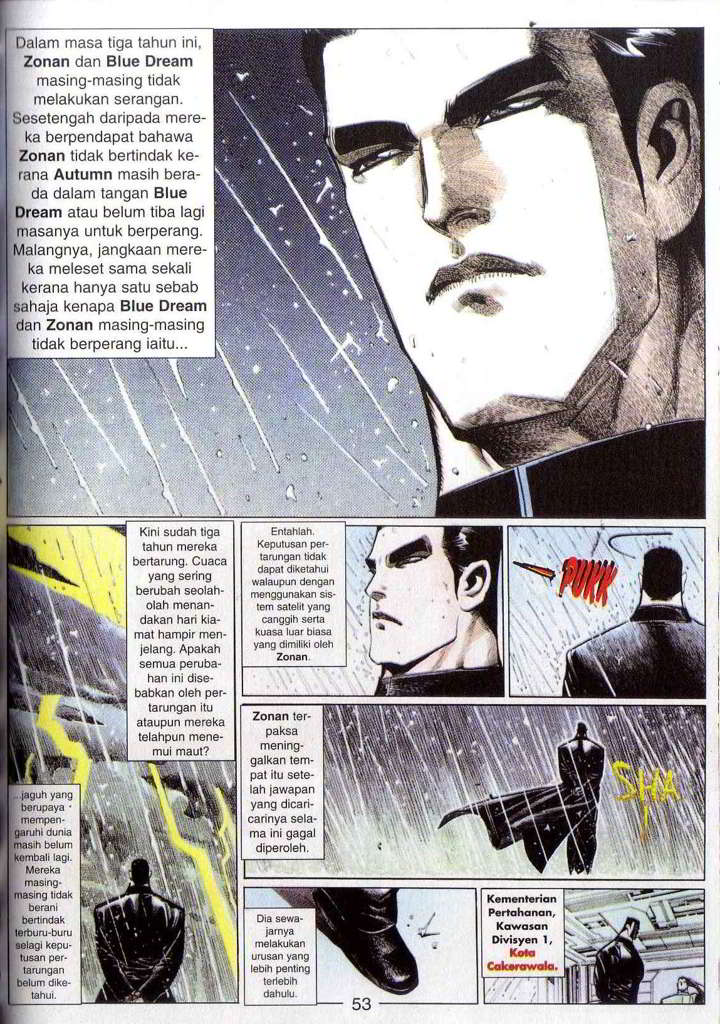 Dalam masa tiga tahun ini,
Zonan dan Blue Dream
masing-masing tidak
melakukan serangan.
Sesetengah daripada mere-
ka berpendapat bahawa
Zonan tidak bertindak ke-
rana Autumn masih bera-
da dalam tangan Blue
Dream atau belum tiba lagi
masanya untuk berperang.
Malangnya, jangkaan mere-
ka meleset sama sekali
kerana hanya satu sebab
sahaja kenapa Blue Dream
dan Zonan masing-masing
tidak berperang iaitu...
...jaguh yang
berupaya
mempen-
garuhi dunia
masih belum
kembali lagi.
Mereka
masing-
masing tidak
berani
bertindak
terburu-buru
selagi kepu-
tusan per-
tarungan
belum dike-
tahui.
Kini sudah tiga
tahun mereka
bertarung. Cuaca
yang sering
berubah seolah-
olah menan-
dakan hari kia-
mat hampir men-
jelang. Apakah
semua peruba-
han ini dise-
babkan oleh per-
tarungan itu
ataupun mereka
telahpun mene-
mui maut?
Entahlah.
Keputusan per-
tarungan tidak
dapat diketahui
walaupun dengan
menggunakan sis-
tem satelit yang
canggih serta
kuasa luar biasa
yang dimiliki oleh
Zonan.
PUKK
Zonan ter-
paksa
mening-
galkan tem-
pat itu sete-
lah jawapan
yang dicari-
carinya sela-
ma ini gagal
diperoleh.
SHA
Dia sewa-
jarnya
melakukan
urusan yang
lebih penting
terlebih
dahulu.
Kementerian
Pertahanan,
Kawasan
Divisyen 1,
Kota
Cakerawala.
53